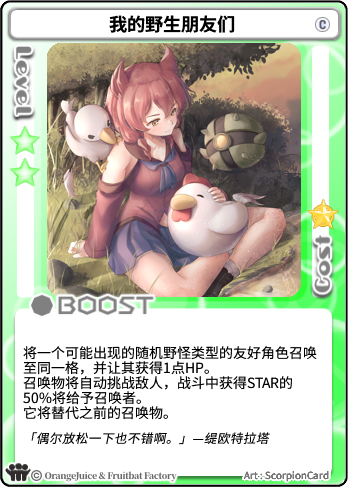 我的野生朋友们
©
Level
Cost
BOOST
将一个可能出现的随机野怪类型的友好角色召唤
至同一格，并让其获得1点HP。
召唤物将自动挑战敌人，战斗中获得STAR的
50%将给予召唤者。
它将替代之前的召唤物。
「偶尔放松一下也不错啊。」—缇欧特拉塔
© OrangeJuice & Fruitbat Factory
Art : ScorpionCard